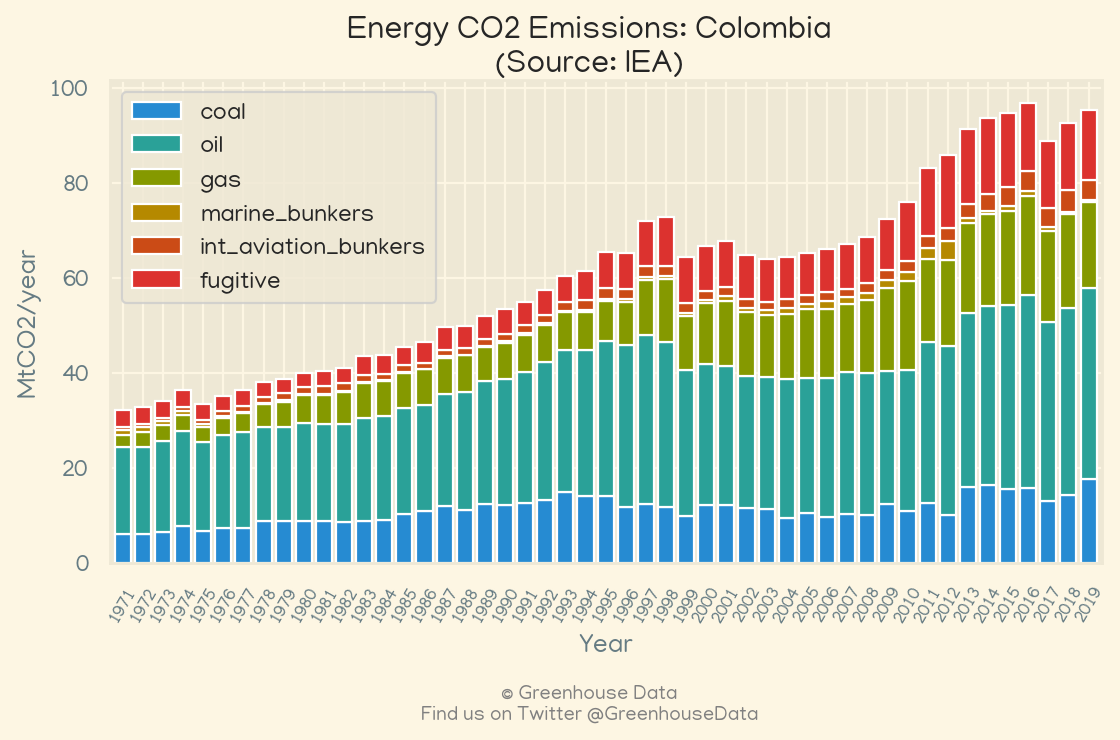 Energy CO2 Emissions: Colombia
(Source: IEA)
100
80
60
40
20
0
MtCO2/year
coal
oil
gas
marine_bunkers
int_aviation_bunkers
fugitive
1971 1972 1973 1974 1975 1976 1977 1978 1979 1980 1981 1982 1983 1984 1985 1986 1987 1988 1989 1990 1991 1992 1993 1994 1995 1996 1997 1998 1999 2000 2001 2002 2003 2004 2005 2006 2007 2008 2009 2010 2011 2012 2013 2014 2015 2016 2017 2018 2019
Year
© Greenhouse Data
Find us on Twitter @GreenhouseData